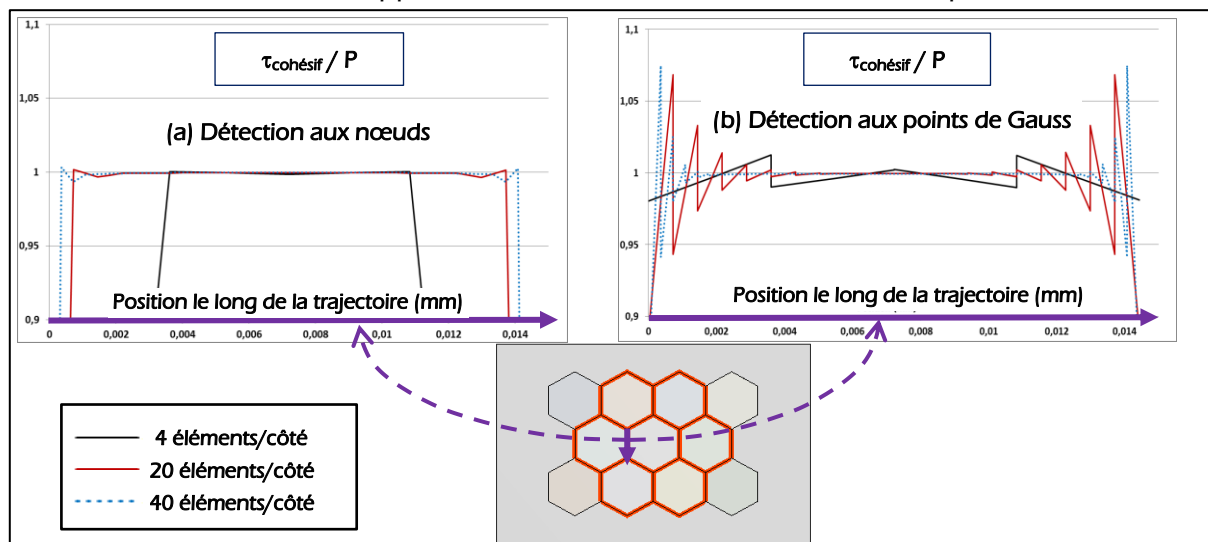 1,1
1,05
1
0,95
0,9
τcohésif / P
(a) Détection aux nœuds
Position le long de la trajectoire (mm)
0 0,002 0,004 0,006 0,008 0,01 0,012 0,014
1,1
1,05
1
0,95
0,9
τcohésif / P
(b) Détection aux points de Gauss
Position le long de la trajectoire (mm)
0 0,002 0,004 0,006 0,008 0,01 0,012 0,014
4 éléments/côté
20 éléments/côté
40 éléments/côté